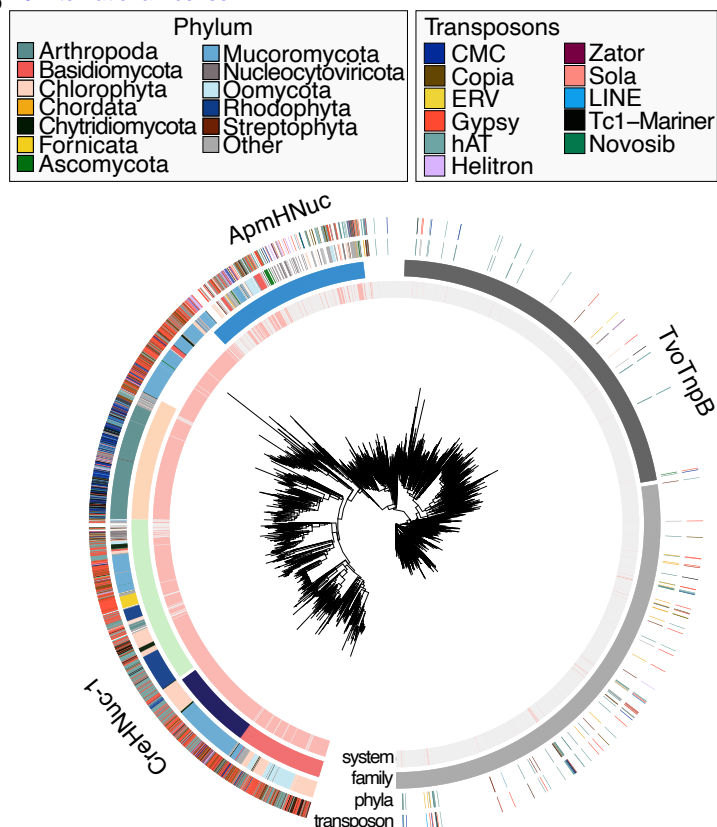 Phylum
Arthropoda
Basidiomycota
Chlorophyta
Chordata
Chytridiomycota
Fornicata
Ascomycota
Mucoromycota
Nucleocytoviricota
Oomycota
Rhodophyta
Streptophyta
Other
Transposons
CMC
Copia
ERV
Gypsy
hAT
Helitron
Zator
Sola
LINE
Tc1-Mariner
Novosib
ApmHNuc
TvoTnpB
CreHNuc-1
system
family
phyla
transposon